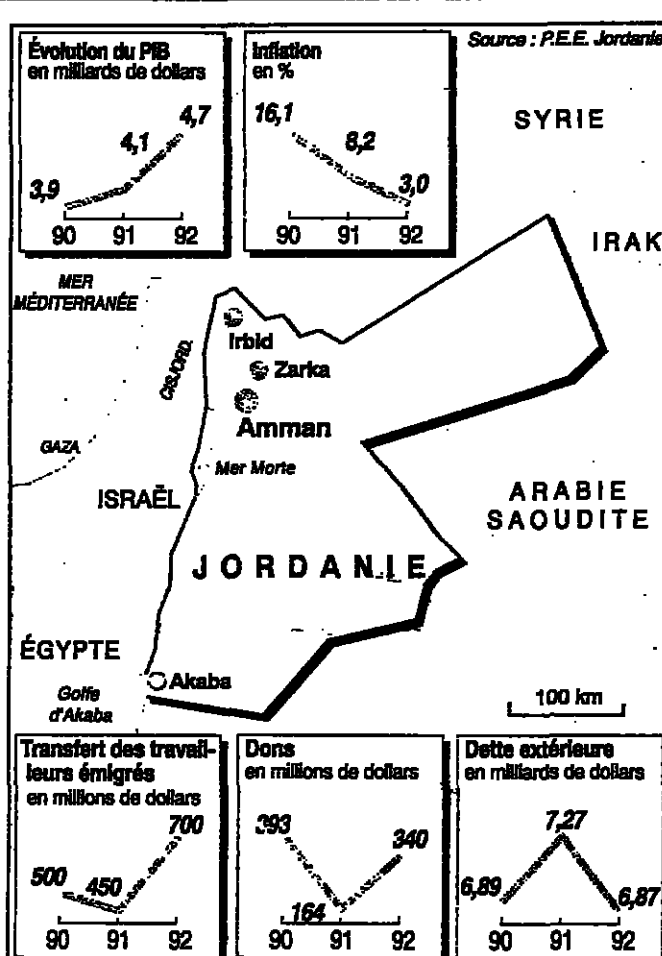 Évolution du PIB
en milliards de dollars
4,7
4,1
3,9
90 91 92
Inflation
en %
16,1
8,2
3,0
90 91 92
Source : P.E.E. Jordanie
SYRIE
IRAK
MER
MÉDITERRANÉE
CISJORD.
Irbid
Zarka
Amman
GAZA
Mer Morte
ISRAËL
ARABIE
SAOUDITE
JORDANIE
ÉGYPTE
Akaba
Golfe
d'Akaba
100 km
Transfert des travail-
leurs émigrés
en millions de dollars
700
500
450
90 91 92
Dons
en millions de dollars
393
340
164
90 91 92
Dette extérieure
en milliards de dollars
7,27
6,89
6,87
90 91 92